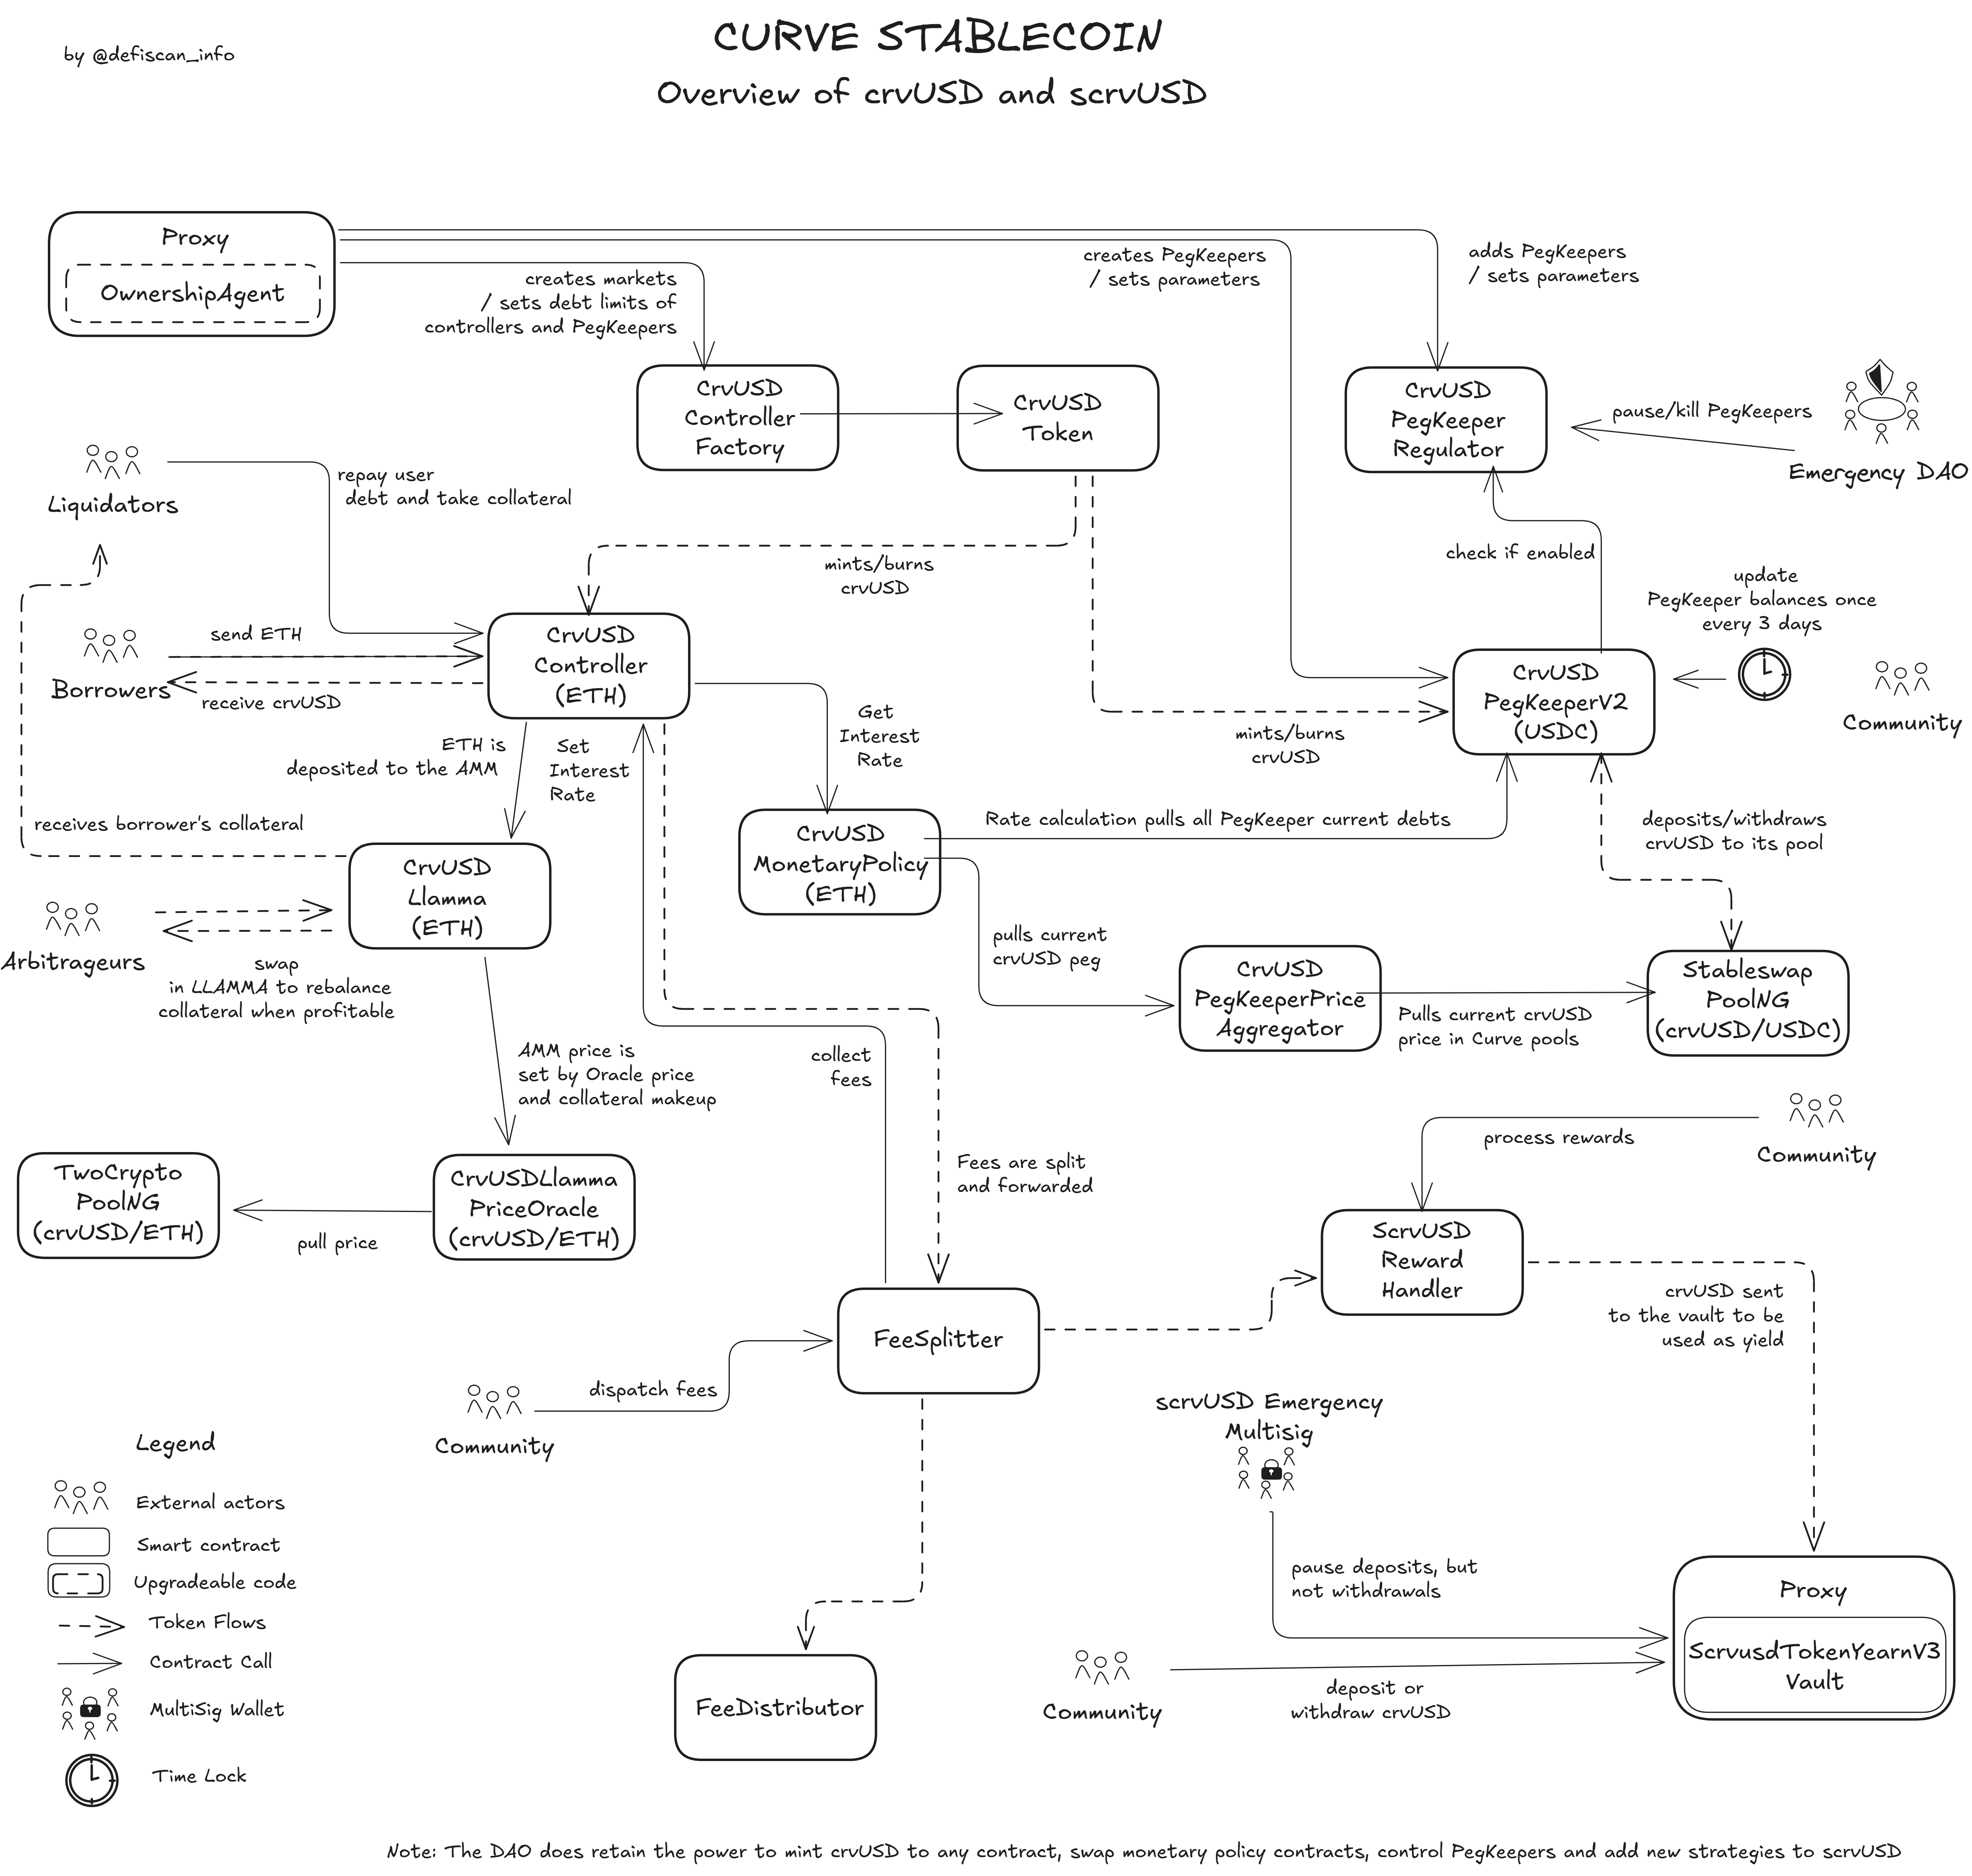 CURVE STABLECOIN
by @defiscan_info
Overview of crvUSD and scrvUSD
Proxy
OwnershipAgent
creates markets
/ sets debt limits of
controllers and PegKeepers
creates PegKeepers
/ sets parameters
adds PegKeepers
/ sets parameters
CrvUSD
Controller
Factory
CrvUSD
Token
CrvUSD
PegKeeper
Regulator
pause/kill PegKeepers
Emergency DAO
Liquidators
repay user
debt and take collateral
mints/burns
crvUSD
check if enabled
update
PegKeeper balances once
every 3 days
Borrowers
send ETH
receive crvUSD
CrvUSD
Controller
(ETH)
CrvUSD
PegKeeperV2
(USDC)
Community
ETH is
deposited to the AMM
Set
Interest
Rate
Get
Interest
Rate
mints/burns
crvUSD
receives borrower's collateral
CrvUSD
Llamma
(ETH)
CrvUSD
MonetaryPolicy
(ETH)
Rate calculation pulls all PegKeeper current debts
deposits/withdraws
crvUSD to its pool
Arbitrageurs
swap
in LLAMMA to rebalance
collateral when profitable
pulls current
crvUSD peg
CrvUSD
PegKeeperPrice
Aggregator
Pulls current crvUSD
price in Curve pools
Stableswap
PoolNG
(crvUSD/USDC)
AMM price is
set by Oracle price
and collateral makeup
collect
fees
process rewards
Community
TwoCrypto
PoolNG
(crvUSD/ETH)
pull price
CrvUSDLlamma
PriceOracle
(crvUSD/ETH)
Fees are split
and forwarded
ScrvUSD
Reward
Handler
crvUSD sent
to the vault to be
used as yield
FeeSplitter
dispatch fees
Community
scrvUSD Emergency
Multisig
pause deposits, but
not withdrawals
Proxy
ScrvusdTokenYearnV3
Vault
Community
deposit or
withdraw crvUSD
FeeDistributor
Legend
External actors
Smart contract
Upgradeable code
Token Flows
Contract Call
MultiSig Wallet
Time Lock
Note: The DAO does retain the power to mint crvUSD to any contract, swap monetary policy contracts, control PegKeepers and add new strategies to scrvUSD